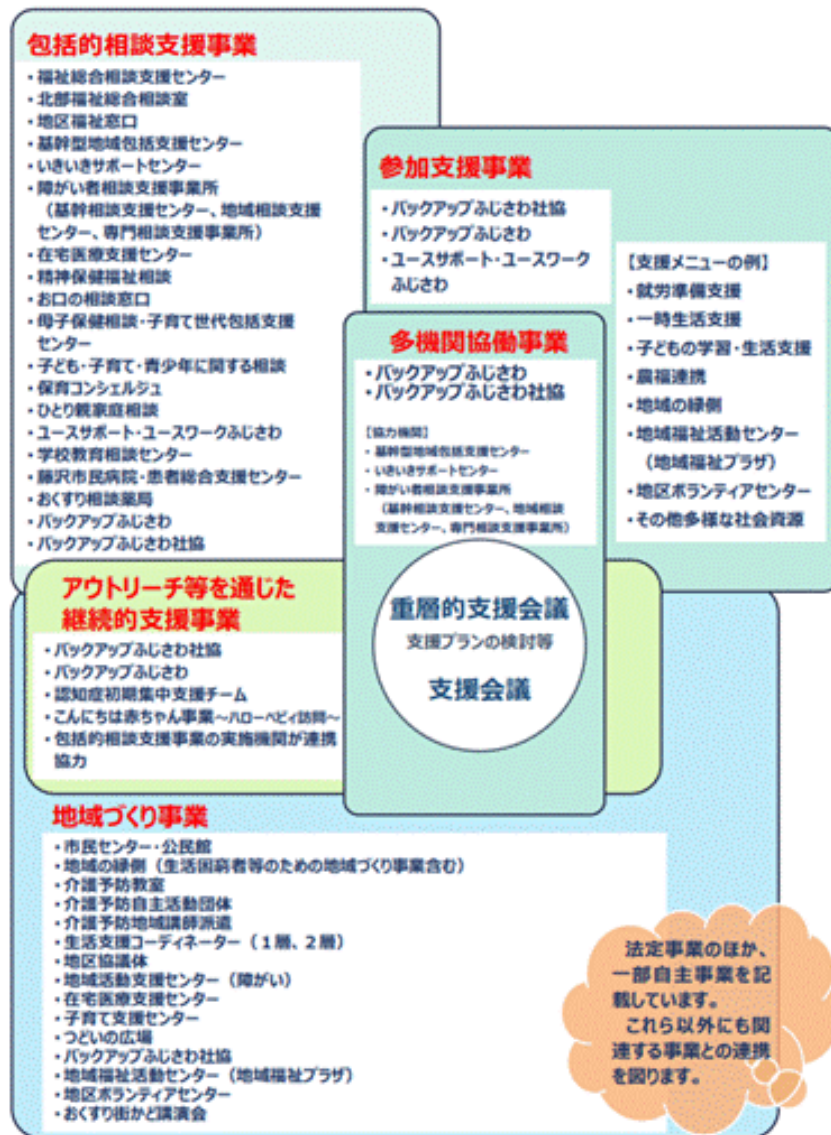 包括的相談支援事業
・福祉総合相談支援センター
・北部福祉総合相談室
・地区福祉窓口
・基幹型地域包括支援センター
・いきいきサポートセンター
・障がい者相談支援事業所
（基幹相談支援センター、地域相談支援
センター、専門相談支援事業所）
・在宅医療支援センター
・精神保健福祉相談
・お口の相談窓口
・母子保健相談・子育て世代包括支援
センター
・子ども・子育て・青少年に関する相談
・保育コンシェルジュ
・ひとり親家庭相談
・ユースサポート・ユースワークふじさわ
・学校教育相談センター
・藤沢市民病院・患者総合支援センター
・おくすり相談薬局
・バックアップふじさわ
・バックアップふじさわ社協
参加支援事業
・バックアップふじさわ社協
・バックアップふじさわ
・ユースサポート・ユースワーク
ふじさわ
【支援メニューの例】
・就労準備支援
・一時生活支援
・子どもの学習・生活支援
・農福連携
・地域の縁側
・地域福祉活動センター
（地域福祉プラザ）
・地区ボランティアセンター
・その他多様な社会資源
多機関協働事業
・バックアップふじさわ
・バックアップふじさわ社協
【協力機関】
・基幹型地域包括支援センター
・いきいきサポートセンター
・障がい者相談支援事業所
（基幹相談支援センター、地域相談
支援センター、専門相談支援事業所）
重層的支援会議
支援プランの検討等
支援会議
アウトリーチ等を通じた
継続的支援事業
・バックアップふじさわ社協
・バックアップふじさわ
・認知症初期集中支援チーム
・こんにちは赤ちゃん事業～ハローベビィ訪問～
・包括的相談支援事業の実施機関が連携
協力
地域づくり事業
・市民センター・公民館
・地域の縁側（生活困窮者等のための地域づくり事業含む）
・介護予防教室
・介護予防自主活動団体
・介護予防地域講師派遣
・生活支援コーディネーター（１層、２層）
・地区協議体
・地域活動支援センター（障がい）
・在宅医療支援センター
・子育て支援センター
・つどいの広場
・バックアップふじさわ社協
・地域福祉活動センター（地域福祉プラザ）
・地区ボランティアセンター
・おくすり街かど講演会
法定事業のほか、
一部自主事業を記
載しています。
これら以外にも関
連する事業との連携
を図ります。